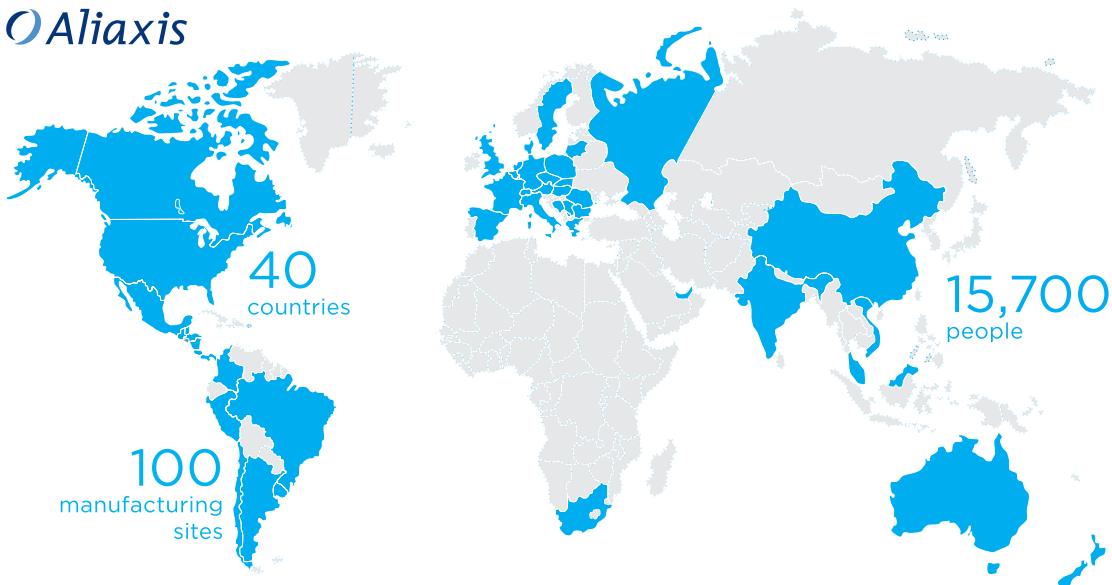 Aliaxis
40
countries
15,700
people
100
manufacturing
sites